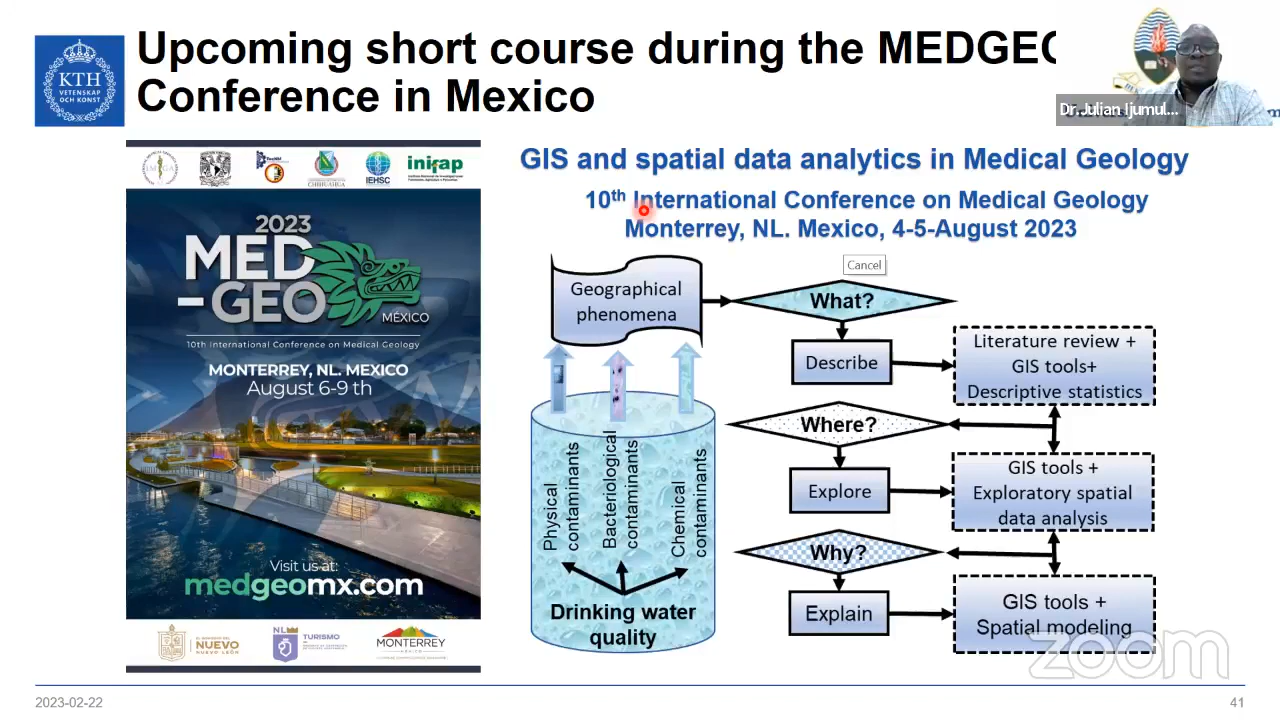 Upcoming short course during the MEDGEO
Conference in Mexico
KTH
VETENSKAP
OCH KONST
Dr.Julian Ijumul...
GIS and spatial data analytics in Medical Geology
10th International Conference on Medical Geology
Monterrey, NL. Mexico, 4-5-August 2023
Cancel
IEHSC
inifap
2023
MED
-GEO
MÉXICO
10th International Conference on Medical Geology
MONTERREY, NL. MEXICO
August 6-9 th
Visit us at:
medgeomx.com
NUEVO
NUEVO LEÓN
NL
TURISMO
MONTERREY
Geographical
phenomena
Physical
contaminants
Bacteriological
contaminants
Chemical
contaminants
Drinking water
quality
What?
Describe
Literature review +
GIS tools+
Descriptive statistics
Where?
Explore
GIS tools +
Exploratory spatial
data analysis
Why?
Explain
GIS tools +
Spatial modeling
zoom
2023-02-22
41